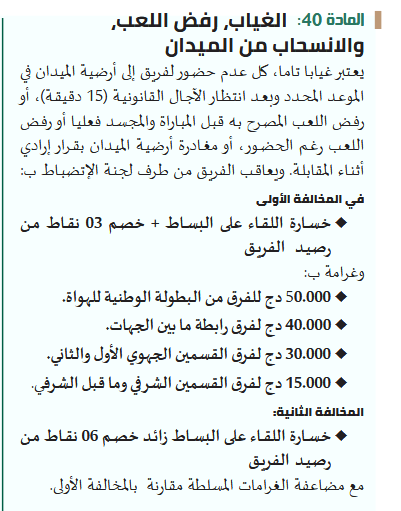 المادة 40: الغياب، رفض اللعب،
والانسحاب من الميدان
يعتبر غيابا تاما، كل عدم حضور لفريق إلى أرضية الميدان في
الموعد المحدد وبعد انتظار الآجال القانونية (15 دقيقة)، أو
رفض اللعب المصرح به قبل المباراة والمجسد فعليا أو رفض
اللعب رغم الحضور، أو مغادرة أرضية الميدان بقرار إرادي
أثناء المقابلة. ويعاقب الفريق من طرف لجنة الإنضباط ب:
في المخالفة الأولى
◆ خسارة اللقاء على البساط + خصم 03 نقاط من
رصيد الفريق
وغرامة ب:
◆ 50.000 دج للفرق من البطولة الوطنية للهواة.
◆ 40.000 دج لفرق رابطة ما بين الجهات.
◆ 30.000 دج لفرق القسمين الجهوي الأول والثاني.
◆ 15.000 دج لفرق القسمين الشرفي وما قبل الشرفي.
المخالفة الثانية:
◆ خسارة اللقاء على البساط زائد خصم 06 نقاط من
رصيد الفريق
مع مضاعفة الغرامات المسلطة مقارنة بالمخالفة الأولى.